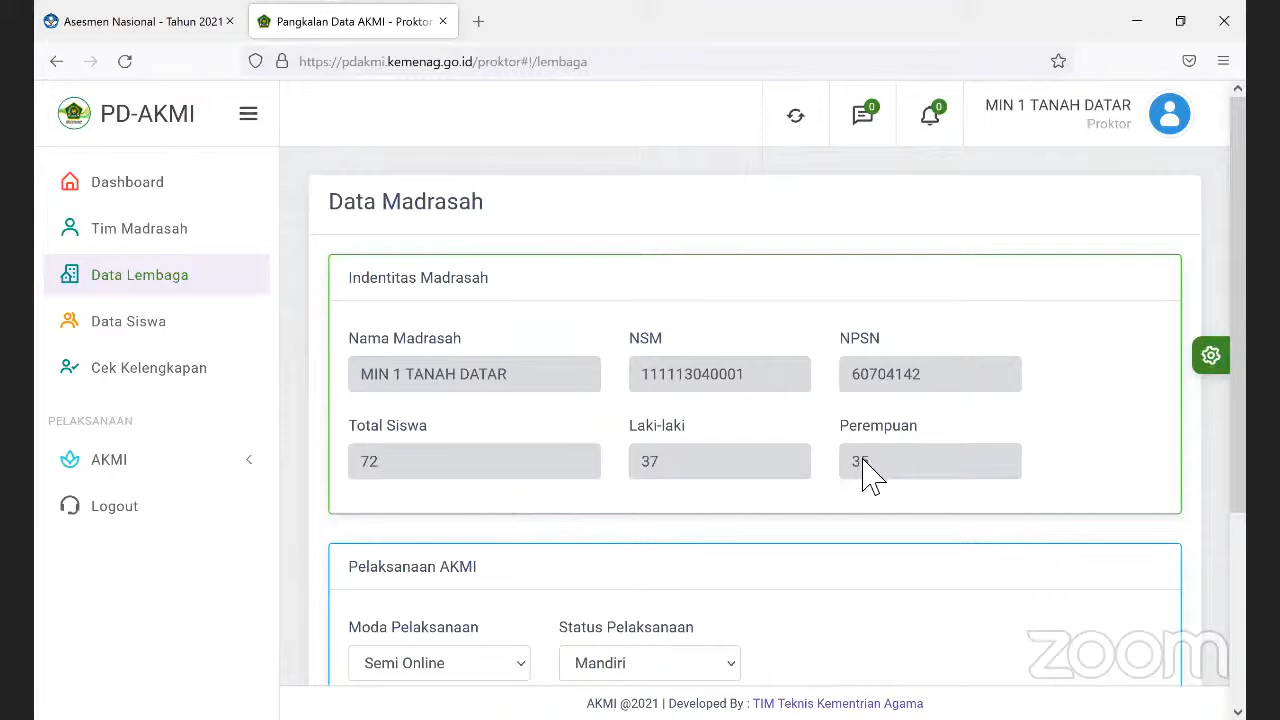 Asesmen Nasional - Tahun 2021
Pangkalan Data AKMI - Proktor
https://pdakmi.kemenag.go.id/proktor#!/lembaga
PD-AKMI
0
0
MIN 1 TANAH DATAR
Proktor
Dashboard
Tim Madrasah
Data Lembaga
Data Siswa
Cek Kelengkapan
PELAKSANAAN
AKMI
Logout
Data Madrasah
Indentitas Madrasah
Nama Madrasah NSM NPSN
MIN 1 TANAH DATAR 111113040001 60704142
Total Siswa Laki-laki Perempuan
72 37
Pelaksanaan AKMI
Moda Pelaksanaan Status Pelaksanaan
Semi Online Mandiri
zoom
AKMI @2021 | Developed By : TIM Teknis Kementrian Agama